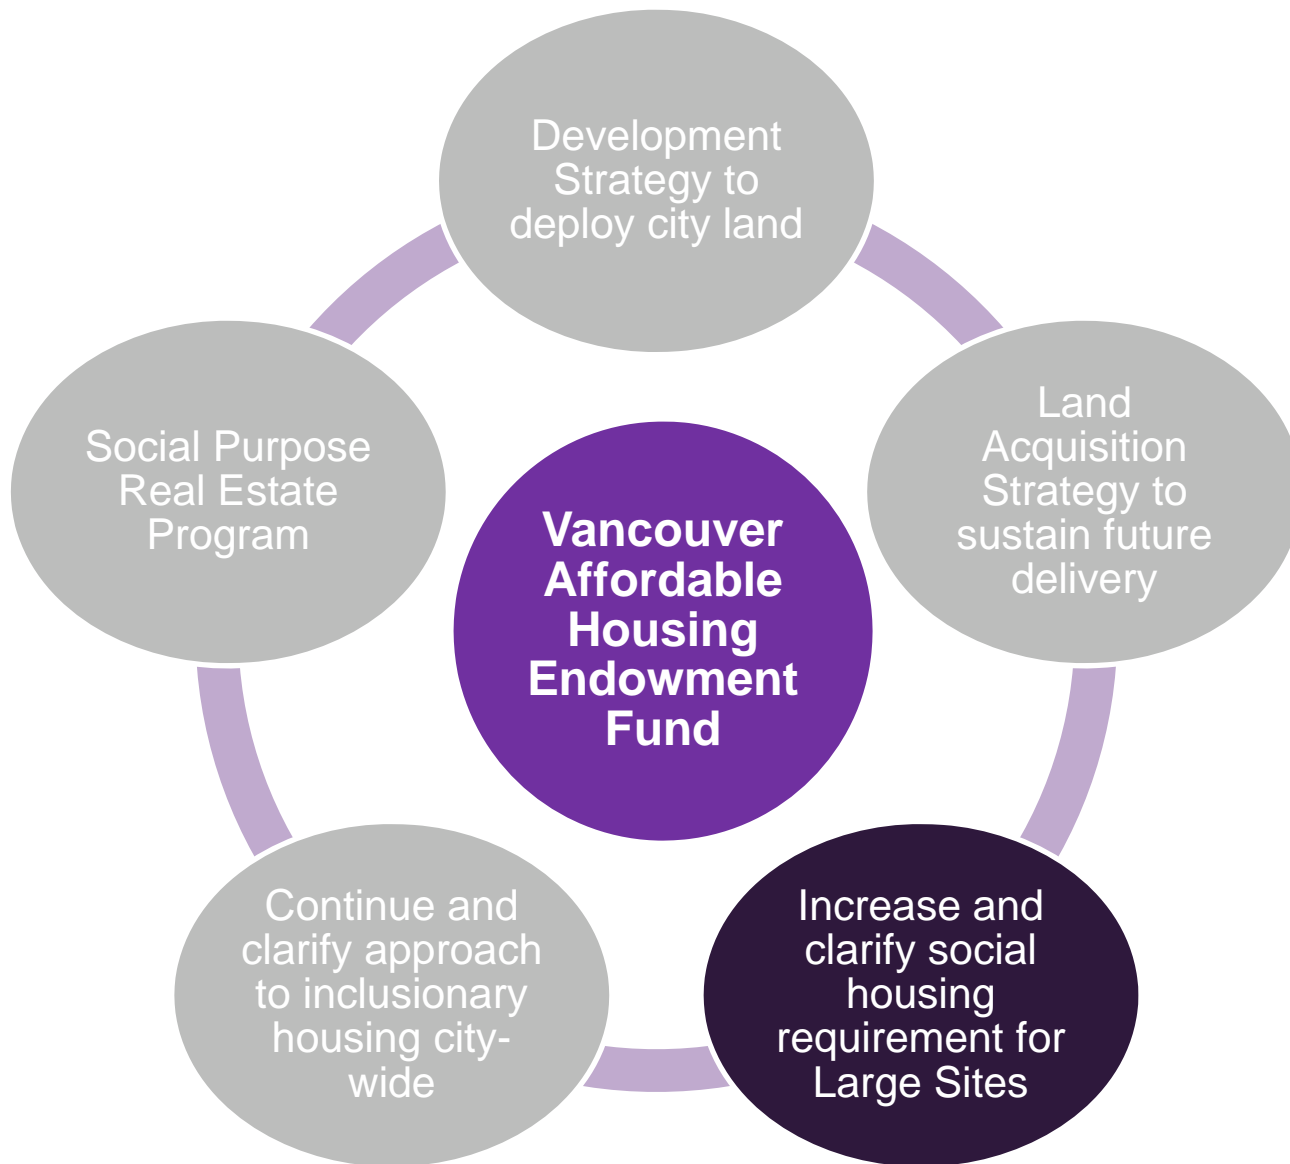 Development
Strategy to
deploy city land
Land
Acquisition
Strategy to
sustain future
delivery
Social Purpose
Real Estate
Program
Vancouver
Affordable
Housing
Endowment
Fund
Continue and
clarify approach
to inclusionary
housing city-
wide
Increase and
clarify social
housing
requirement for
Large Sites